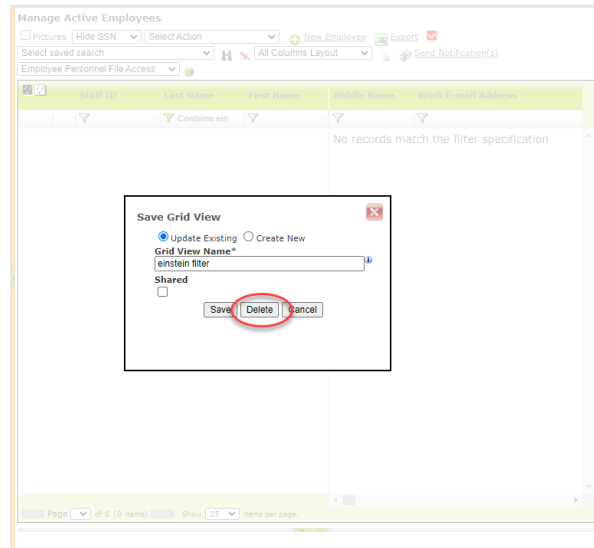 Manage Active Employees
Pictures Hide SSN Select Action New Employee Export
Select saved search All Columns Layout Send Notification(s)
Employee Personnel File Access
Staff ID Last Name First Name Middle Name Work E-mail Address
Contains ein
No records match the filter specification
Save Grid View
Update Existing Create New
Grid View Name*
einstein filter
Shared
Save Delete Cancel
Page of 0 (0 items) Show 25 items per page.